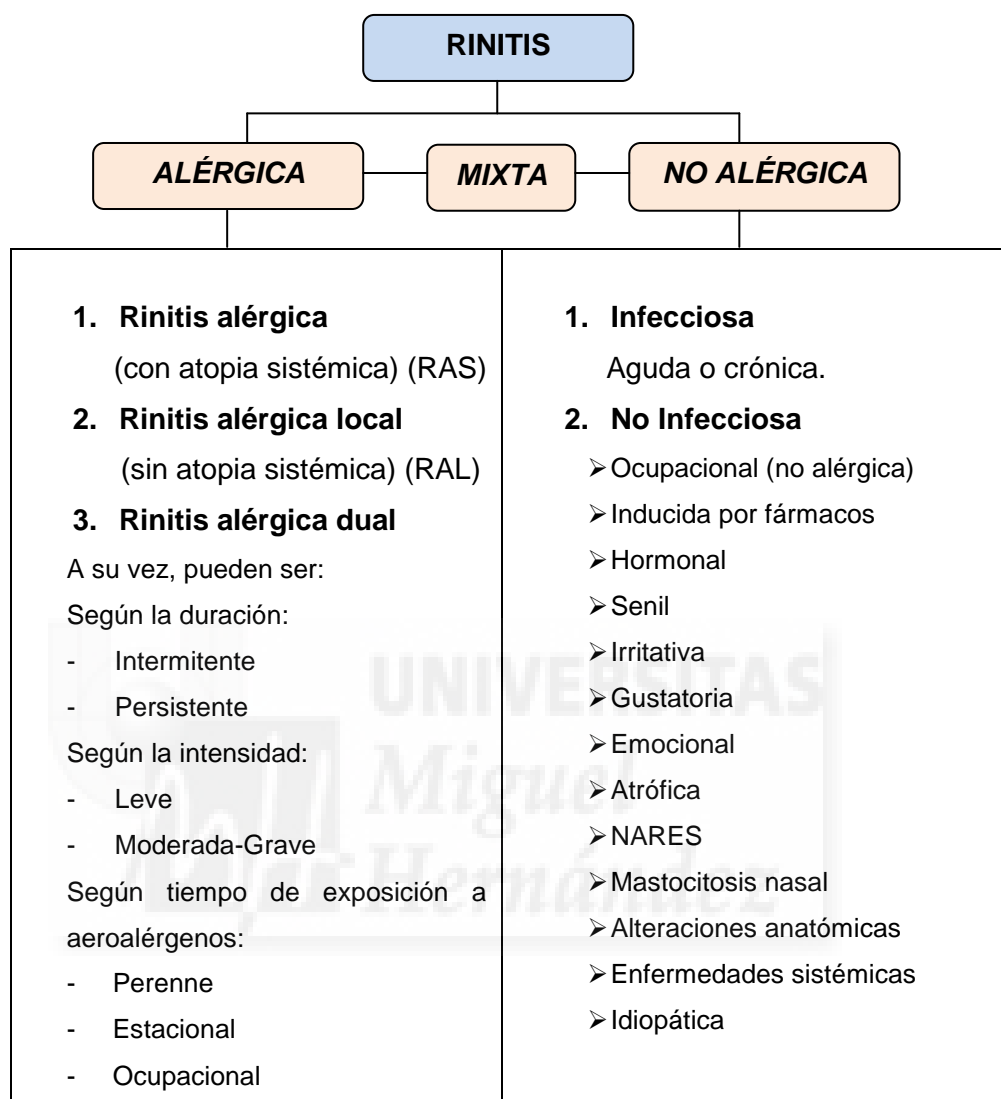 RINITIS
ALÉRGICA
MIXTA
NO ALÉRGICA
1. Rinitis alérgica
(con atopia sistémica) (RAS)
2. Rinitis alérgica local
(sin atopia sistémica) (RAL)
3. Rinitis alérgica dual
A su vez, pueden ser:
Según la duración:
- Intermitente
- Persistente
Según la intensidad:
- Leve
- Moderada-Grave
Según tiempo de exposición a
aeroalérgenos:
- Perenne
- Estacional
- Ocupacional
1. Infecciosa
Aguda o crónica.
2. No Infecciosa
➢ Ocupacional (no alérgica)
➢ Inducida por fármacos
➢ Hormonal
➢ Senil
➢ Irritativa
➢ Gustatoria
➢ Emocional
➢ Atrófica
➢ NARES
➢ Mastocitosis nasal
➢ Alteraciones anatómicas
➢ Enfermedades sistémicas
➢ Idiopática
UNIVERSITAS
Miguel
Hernández